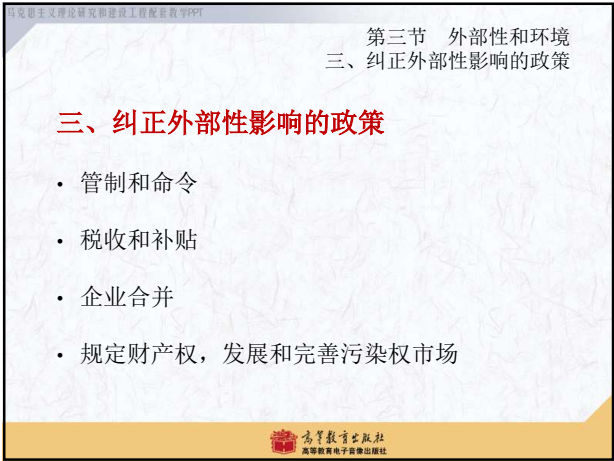 马克思主义理论研究和建设工程配套教学PPT
第三节　外部性和环境
三、纠正外部性影响的政策
三、纠正外部性影响的政策
• 管制和命令
• 税收和补贴
• 企业合并
• 规定财产权，发展和完善污染权市场
高等教育出版社
高等教育电子音像出版社